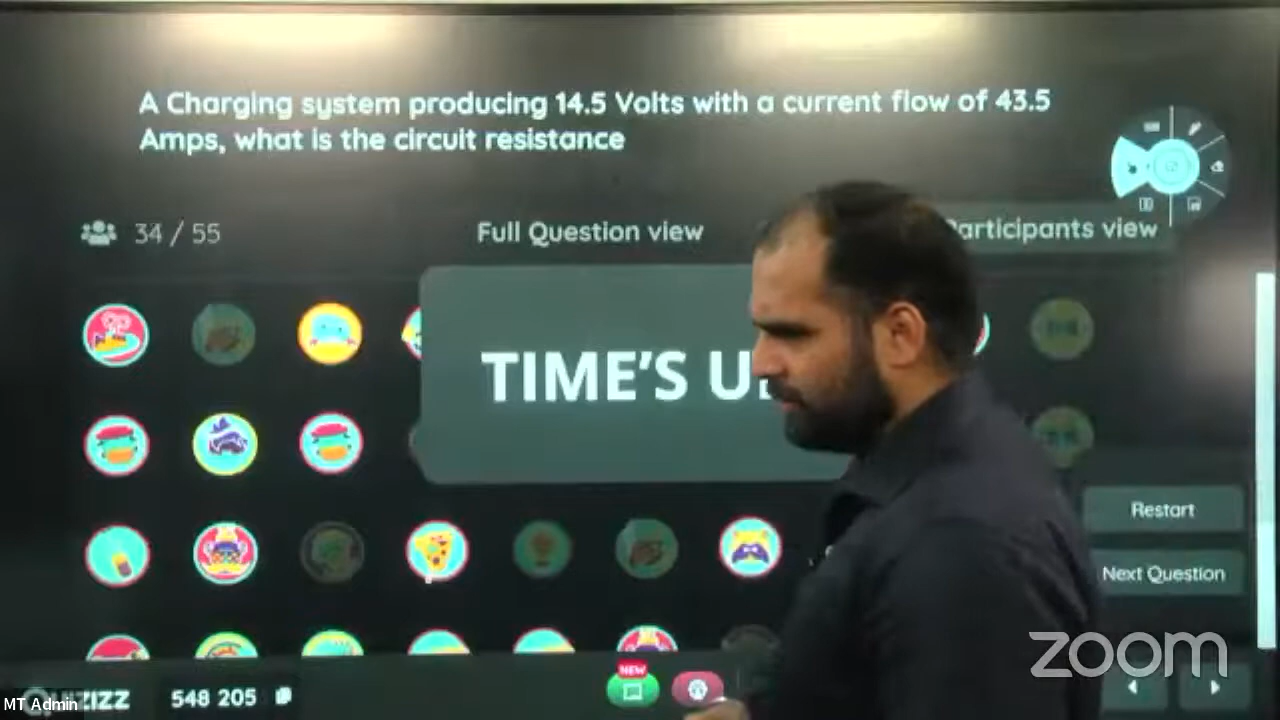 A Charging system producing 14.5 Volts with a current flow of 43.5
Amps, what is the circuit resistance
34 / 55
Full Question view
Participants view
TIME'S
Restart
Next Question
NEW
zoom
548 205
MT Admin